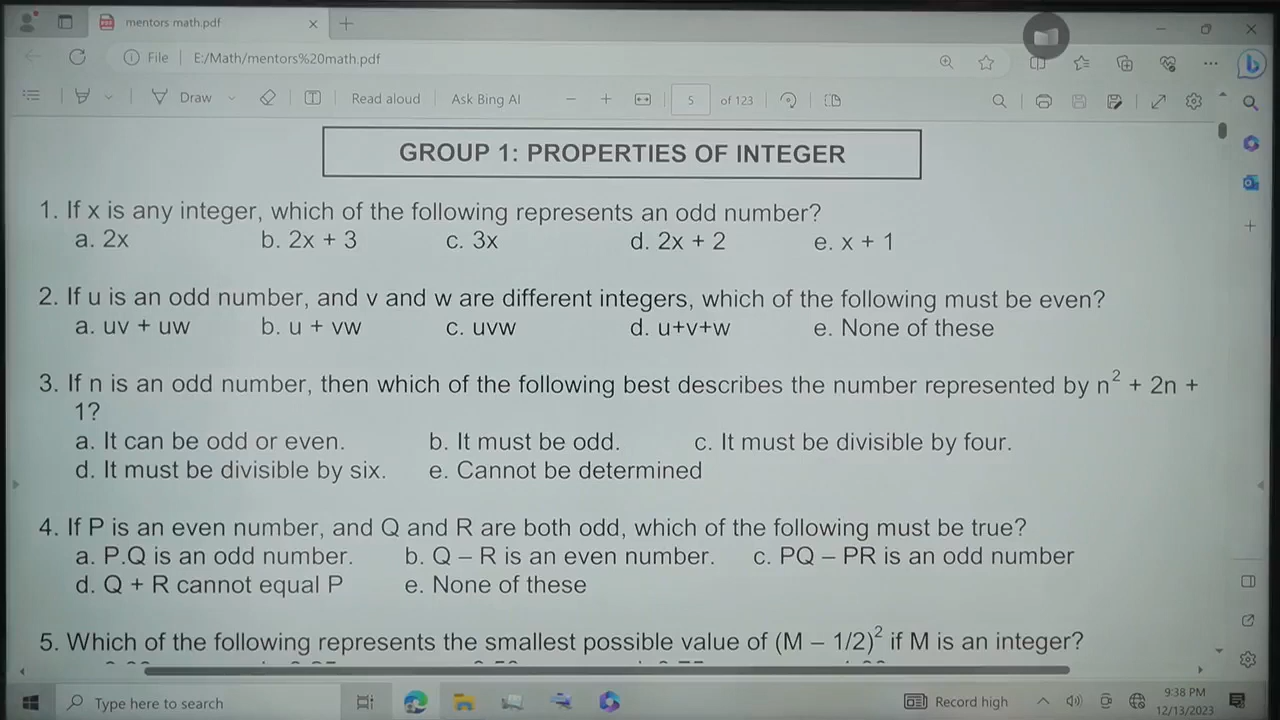 mentors math.pdf
File E:/Math/mentors%20math.pdf
Draw Read aloud Ask Bing AI 5 of 123
GROUP 1: PROPERTIES OF INTEGER
1. If x is any integer, which of the following represents an odd number?
a. 2x b. 2x + 3 c. 3x d. 2x + 2 e. x + 1
2. If u is an odd number, and v and w are different integers, which of the following must be even?
a. uv + uw b. u + vw c. uvw d. u+v+w e. None of these
3. If n is an odd number, then which of the following best describes the number represented by n² + 2n +
1?
a. It can be odd or even. b. It must be odd. c. It must be divisible by four.
d. It must be divisible by six. e. Cannot be determined
4. If P is an even number, and Q and R are both odd, which of the following must be true?
a. P.Q is an odd number. b. Q – R is an even number. c. PQ – PR is an odd number
d. Q + R cannot equal P e. None of these
5. Which of the following represents the smallest possible value of (M – 1/2)² if M is an integer?
Type here to search Record high 9:38 PM
12/13/2023